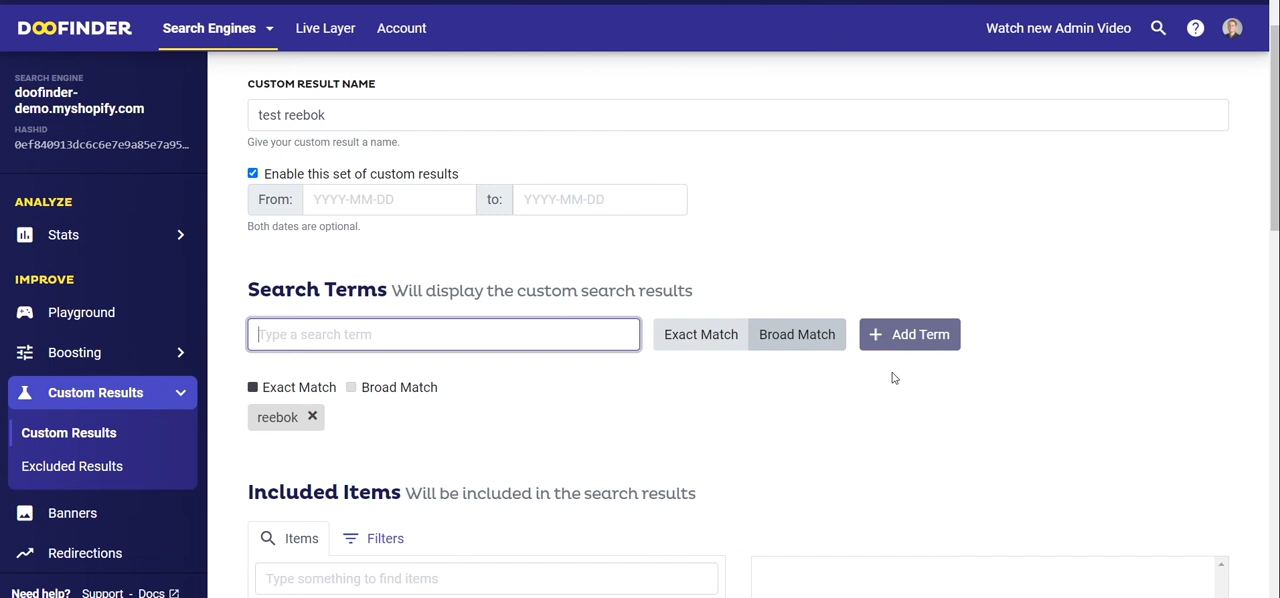 DOOFINDER
Search Engines
Live Layer
Account
Watch new Admin Video
SEARCH ENGINE
doofinder-
demo.myshopify.com
HASHID
0ef840913dc6c6e7e9a85e7a95…
ANALYZE
Stats
IMPROVE
Playground
Boosting
Custom Results
Custom Results
Excluded Results
Banners
Redirections
Need help? Support - Docs
CUSTOM RESULT NAME
test reebok
Give your custom result a name.
Enable this set of custom results
From: YYYY-MM-DD to: YYYY-MM-DD
Both dates are optional.
Search Terms Will display the custom search results
Type a search term
Exact Match Broad Match + Add Term
Exact Match Broad Match
reebok
Included Items Will be included in the search results
Items Filters
Type something to find items